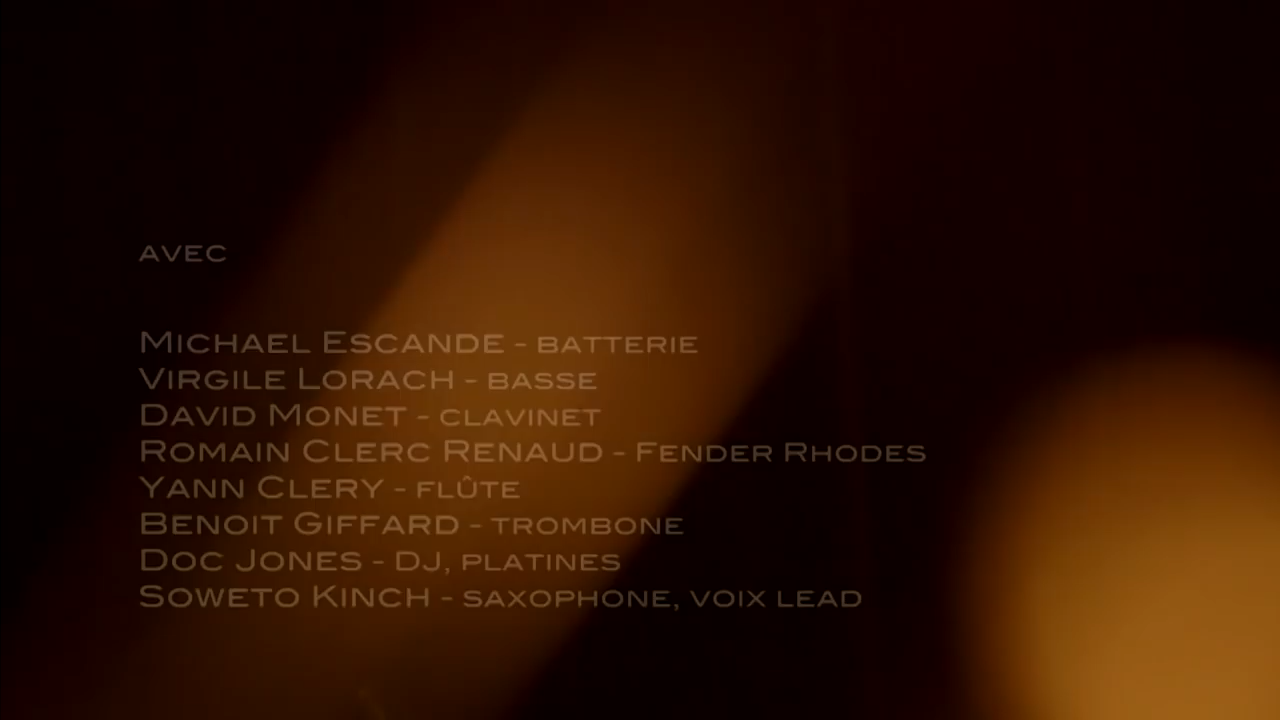 AVEC
Michael Escande - batterie
Virgile Lorach - basse
David Monet - clavinet
Romain Clerc Renaud - Fender Rhodes
Yann Clery - flûte
Benoit Giffard - trombone
Doc Jones - DJ, platines
Soweto Kinch - saxophone, voix lead